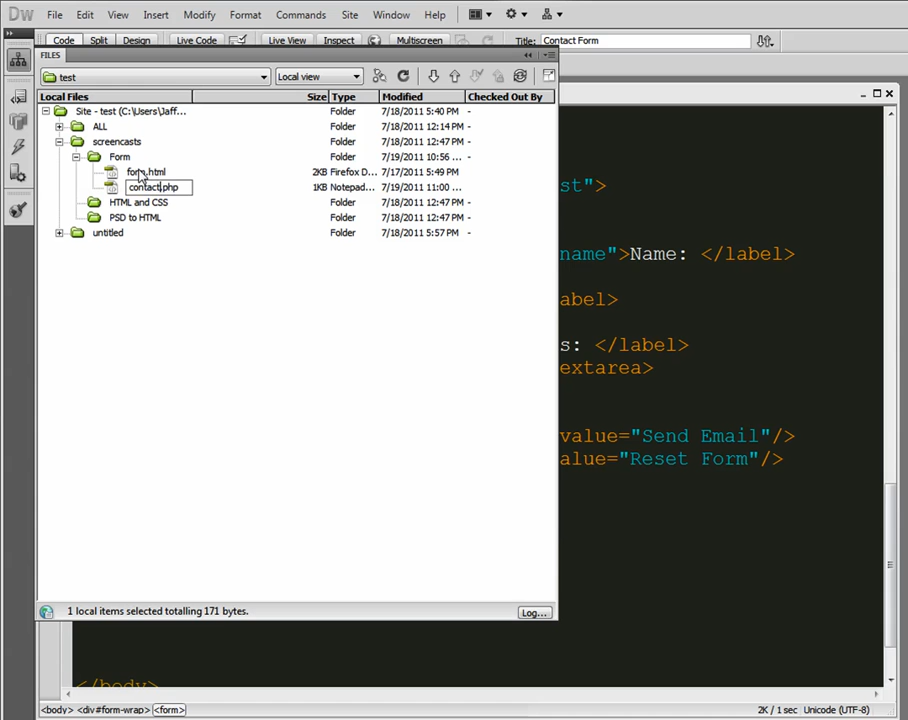 Dw File Edit View Insert Modify Format Commands Site Window Help
Code Split Design Live Code Live View Inspect Multiscreen Title: Contact Form
FILES
test Local view
Local Files Size Type Modified Checked Out By
Site - test (C:\Users\Jaff... Folder 7/18/2011 5:40 PM -
ALL Folder 7/18/2011 12:14 PM -
screencasts Folder 7/18/2011 12:47 PM -
Form Folder 7/19/2011 10:56 ... -
form.html 2KB Firefox D... 7/17/2011 5:49 PM
contact.php 1KB Notepad... 7/19/2011 11:00 ... -
HTML and CSS Folder 7/18/2011 12:47 PM -
PSD to HTML Folder 7/18/2011 12:47 PM -
untitled Folder 7/18/2011 5:57 PM -
st">
name">Name: </label>
abel>
s: </label>
extarea>
value="Send Email"/>
alue="Reset Form"/>
1 local items selected totalling 171 bytes. Log...
</body>
<body> <div#form-wrap> <form> 2K / 1 sec Unicode (UTF-8)